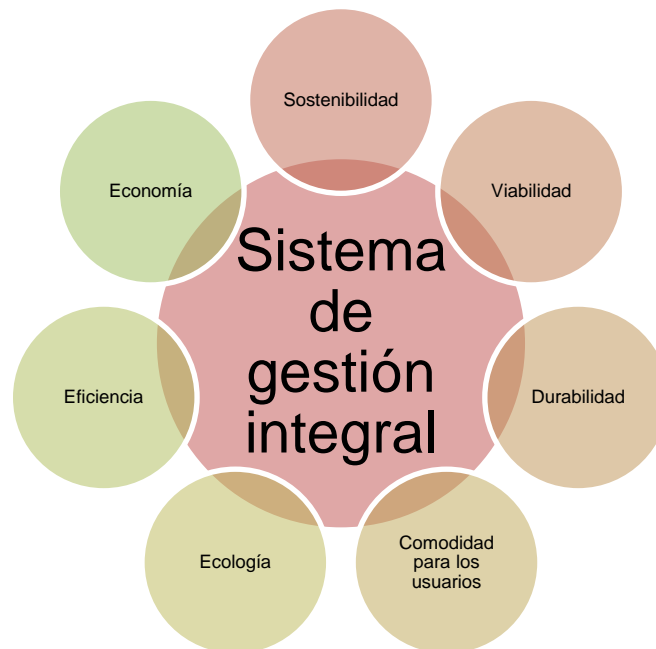 Sostenibilidad
Viabilidad
Durabilidad
Comodidad
para los
usuarios
Ecología
Eficiencia
Economía
Sistema
de
gestión
integral